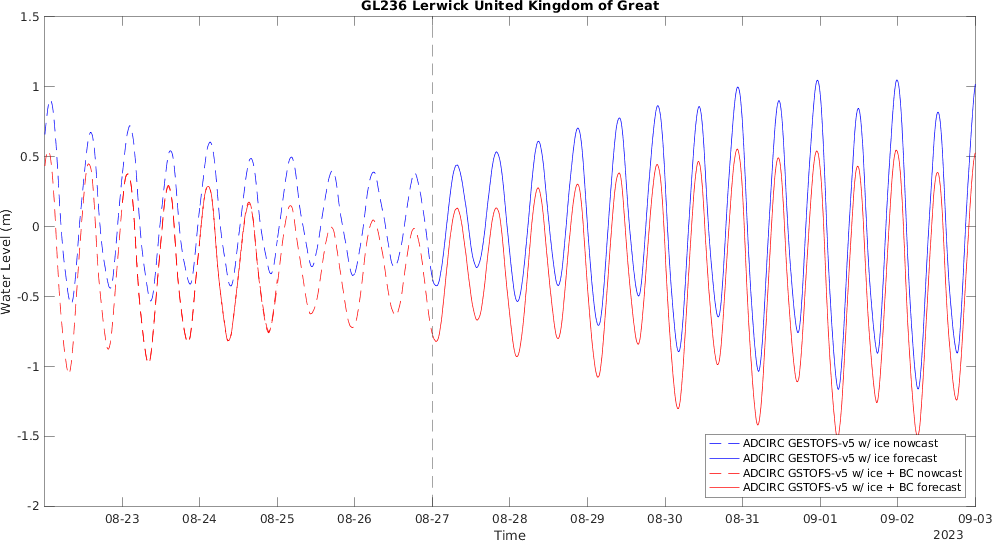 GL236 Lerwick United Kingdom of Great
1.5
1
0.5
0
-0.5
-1
-1.5
-2
Water Level (m)
ADCIRC GESTOFS-v5 w/ ice nowcast
ADCIRC GESTOFS-v5 w/ ice forecast
ADCIRC GSTOFS-v5 w/ ice + BC nowcast
ADCIRC GSTOFS-v5 w/ ice + BC forecast
08-23 08-24 08-25 08-26 08-27 08-28 08-29 08-30 08-31 09-01 09-02 09-03
Time
2023